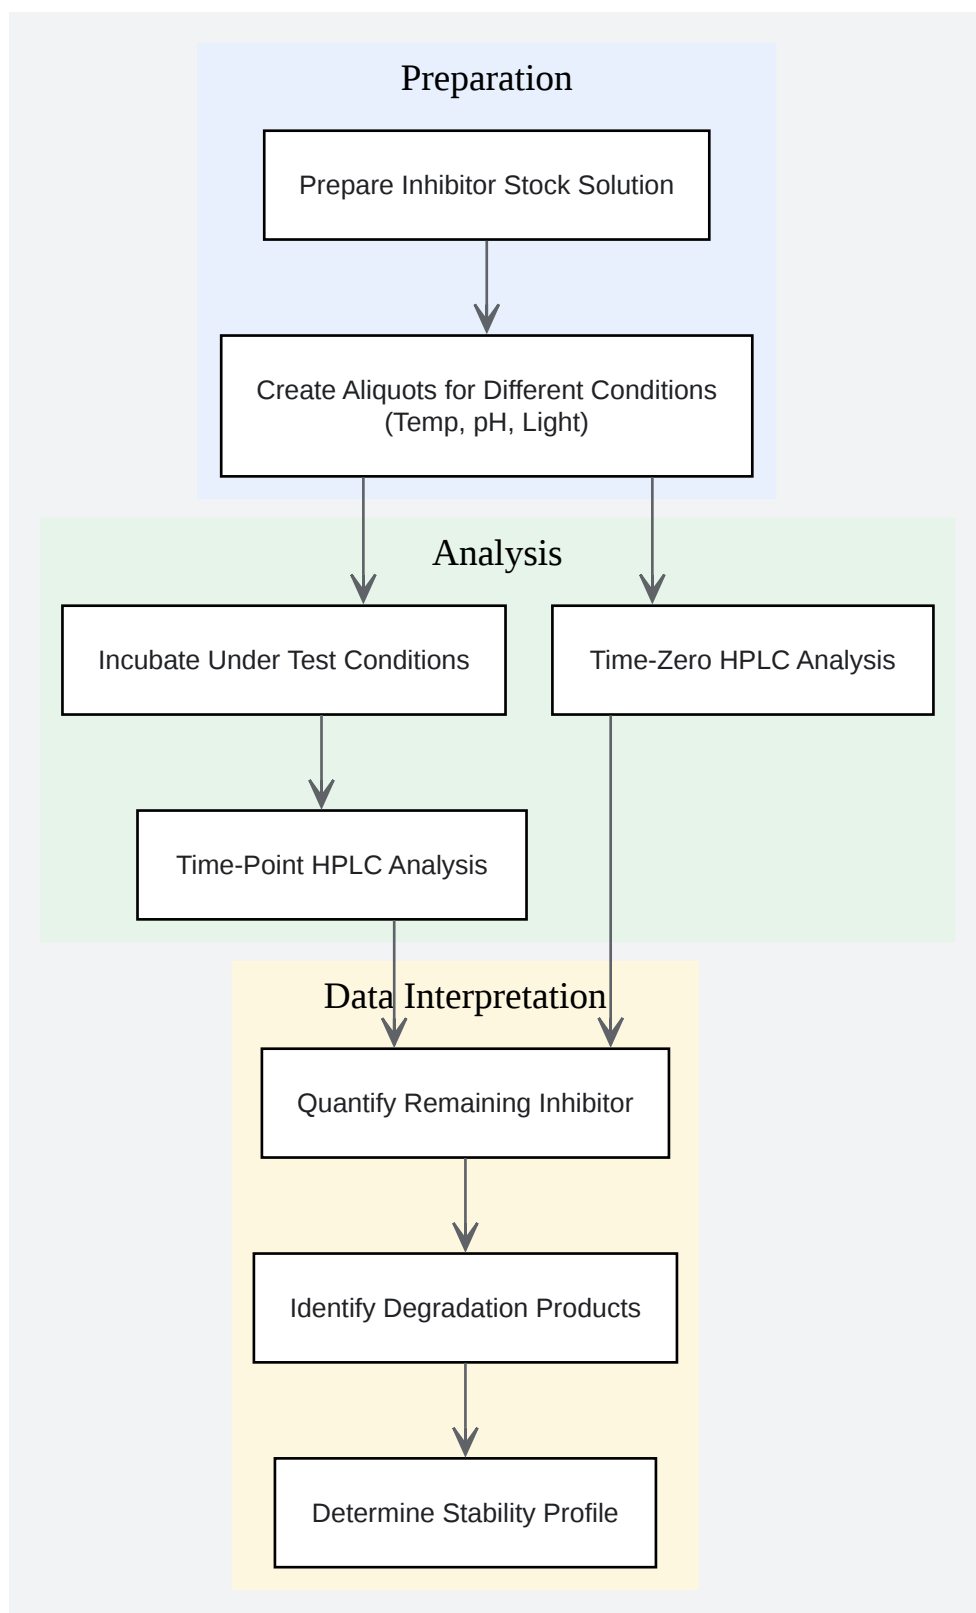 Preparation
Prepare Inhibitor Stock Solution
Create Aliquots for Different Conditions
(Temp, pH, Light)
Analysis
Incubate Under Test Conditions
Time-Zero HPLC Analysis
Time-Point HPLC Analysis
Data Interpretation
Quantify Remaining Inhibitor
Identify Degradation Products
Determine Stability Profile